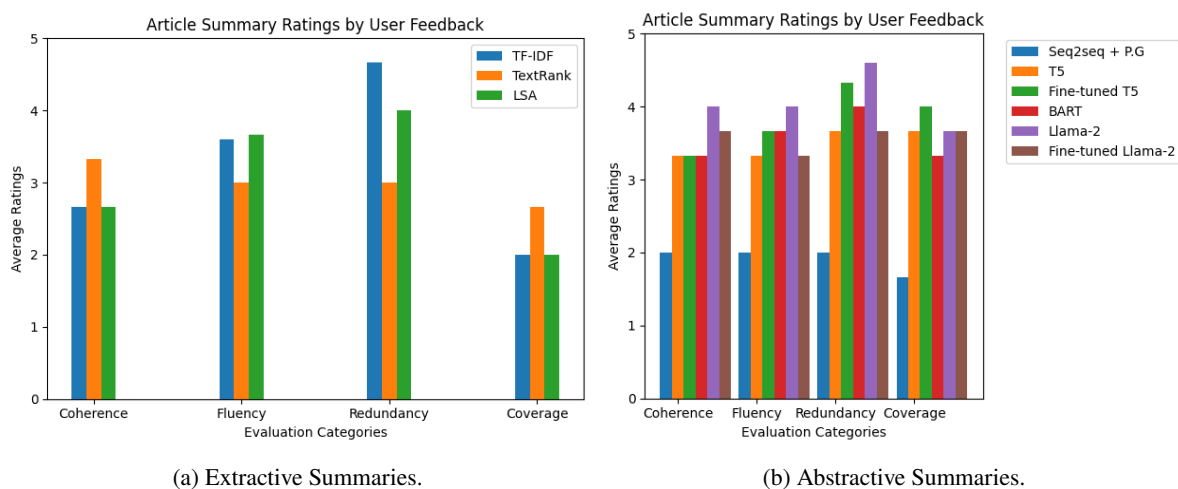 Article Summary Ratings by User Feedback
5
4
3
2
1
0
Average Ratings
TF-IDF
TextRank
LSA
Coherence
Fluency
Redundancy
Coverage
Evaluation Categories
(a) Extractive Summaries.
Article Summary Ratings by User Feedback
5
4
3
2
1
0
Average Ratings
Seq2seq + P.G
T5
Fine-tuned T5
BART
Llama-2
Fine-tuned Llama-2
Coherence
Fluency
Redundancy
Coverage
Evaluation Categories
(b) Abstractive Summaries.